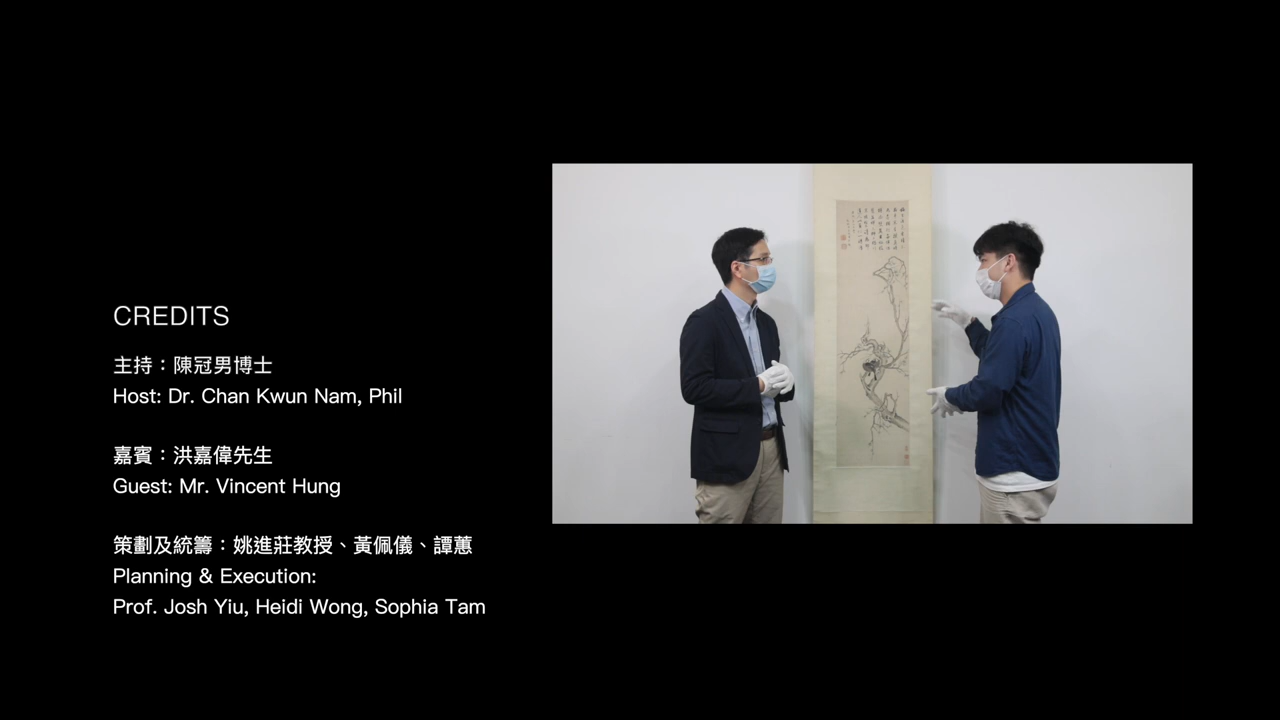 CREDITS
主持：陳冠男博士
Host: Dr. Chan Kwun Nam, Phil
嘉賓：洪嘉偉先生
Guest: Mr. Vincent Hung
策劃及統籌：姚進莊教授、黃佩儀、譚蕙
Planning & Execution:
Prof. Josh Yiu, Heidi Wong, Sophia Tam